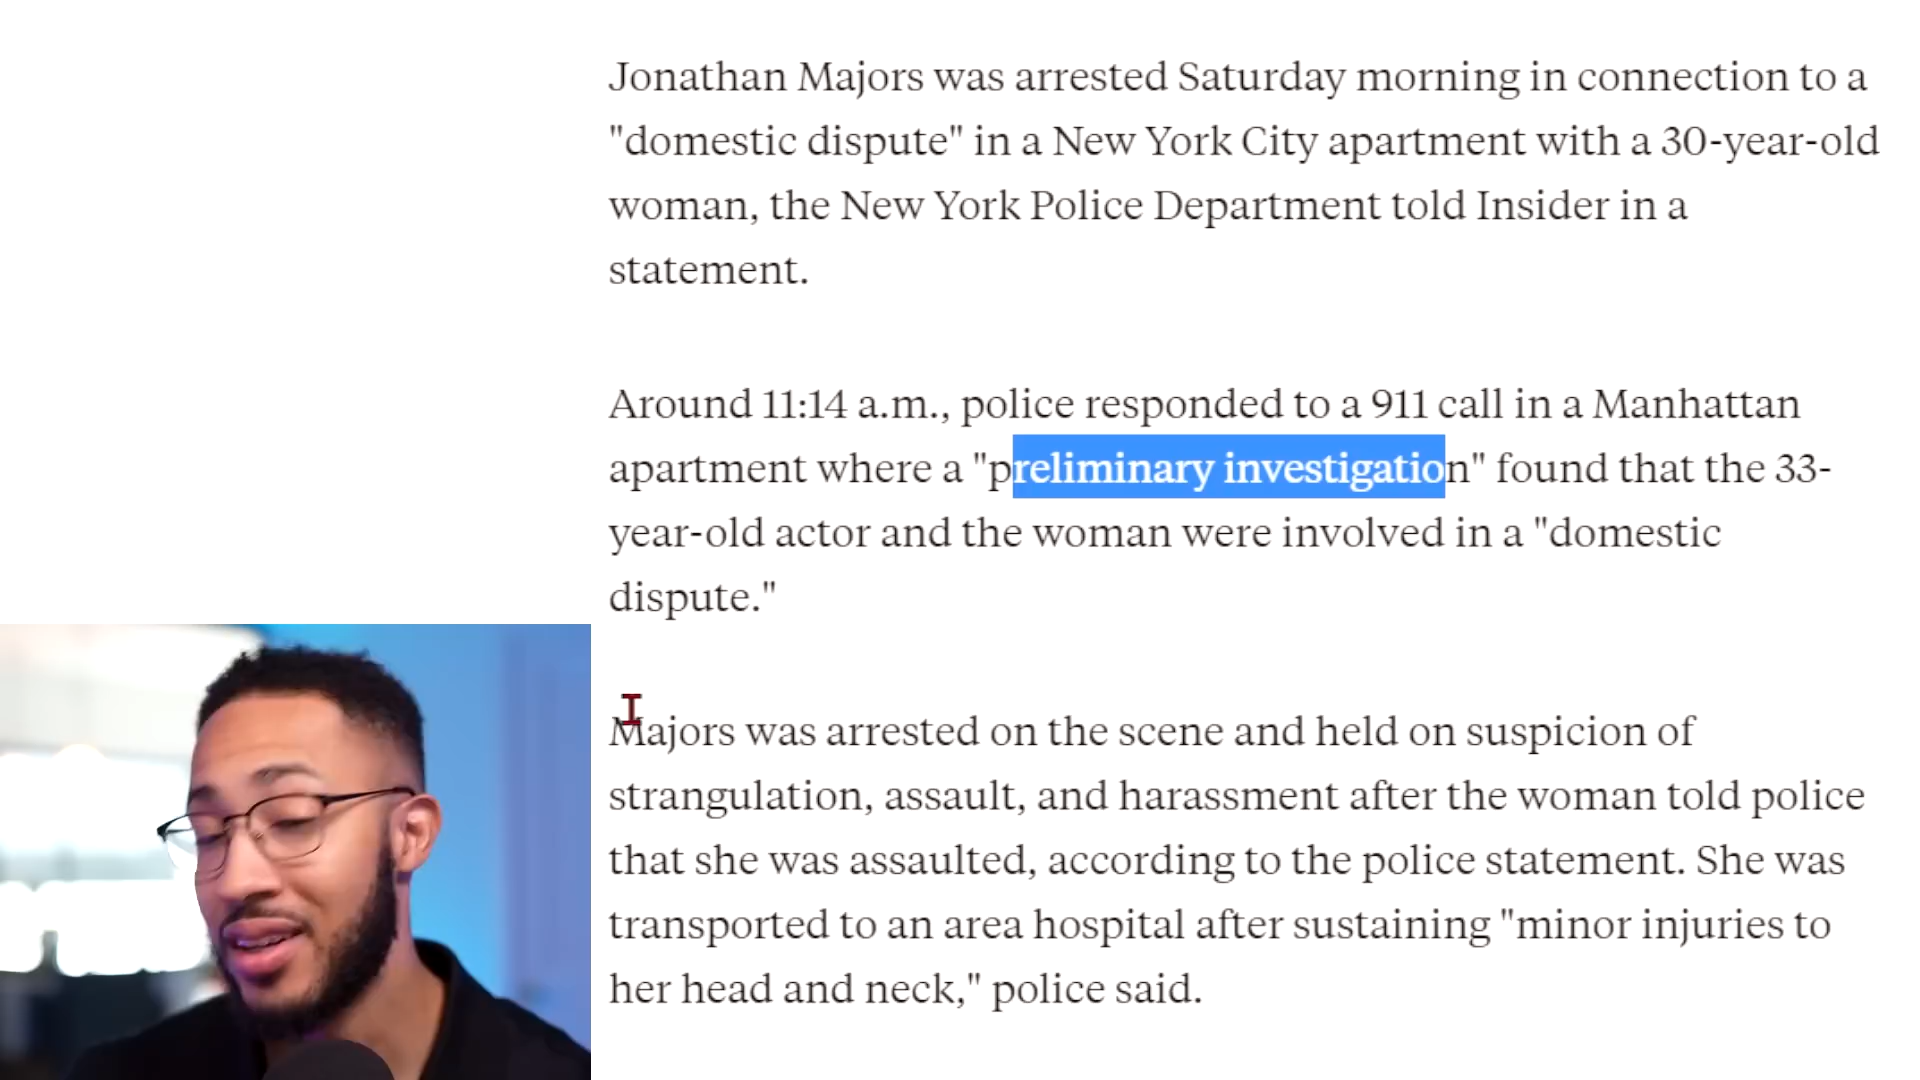 Jonathan Majors was arrested Saturday morning in connection to a
"domestic dispute" in a New York City apartment with a 30-year-old
woman, the New York Police Department told Insider in a
statement.
Around 11:14 a.m., police responded to a 911 call in a Manhattan
apartment where a "preliminary investigation" found that the 33-
year-old actor and the woman were involved in a "domestic
dispute."
Majors was arrested on the scene and held on suspicion of
strangulation, assault, and harassment after the woman told police
that she was assaulted, according to the police statement. She was
transported to an area hospital after sustaining "minor injuries to
her head and neck," police said.